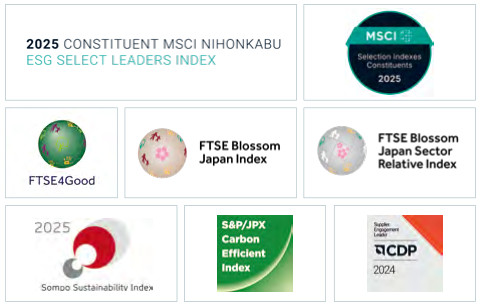 2025 CONSTITUENT MSCI NIHONKABU
ESG SELECT LEADERS INDEX
MSCI
Selection Indexes
Constituents
2025
FTSE4Good
FTSE Blossom
Japan Index
FTSE Blossom
Japan Sector
Relative Index
2025
Sompo Sustainability Index
S&P/JPX
Carbon
Efficient
Index
Supplier
Engagement
Leader
CDP
2024